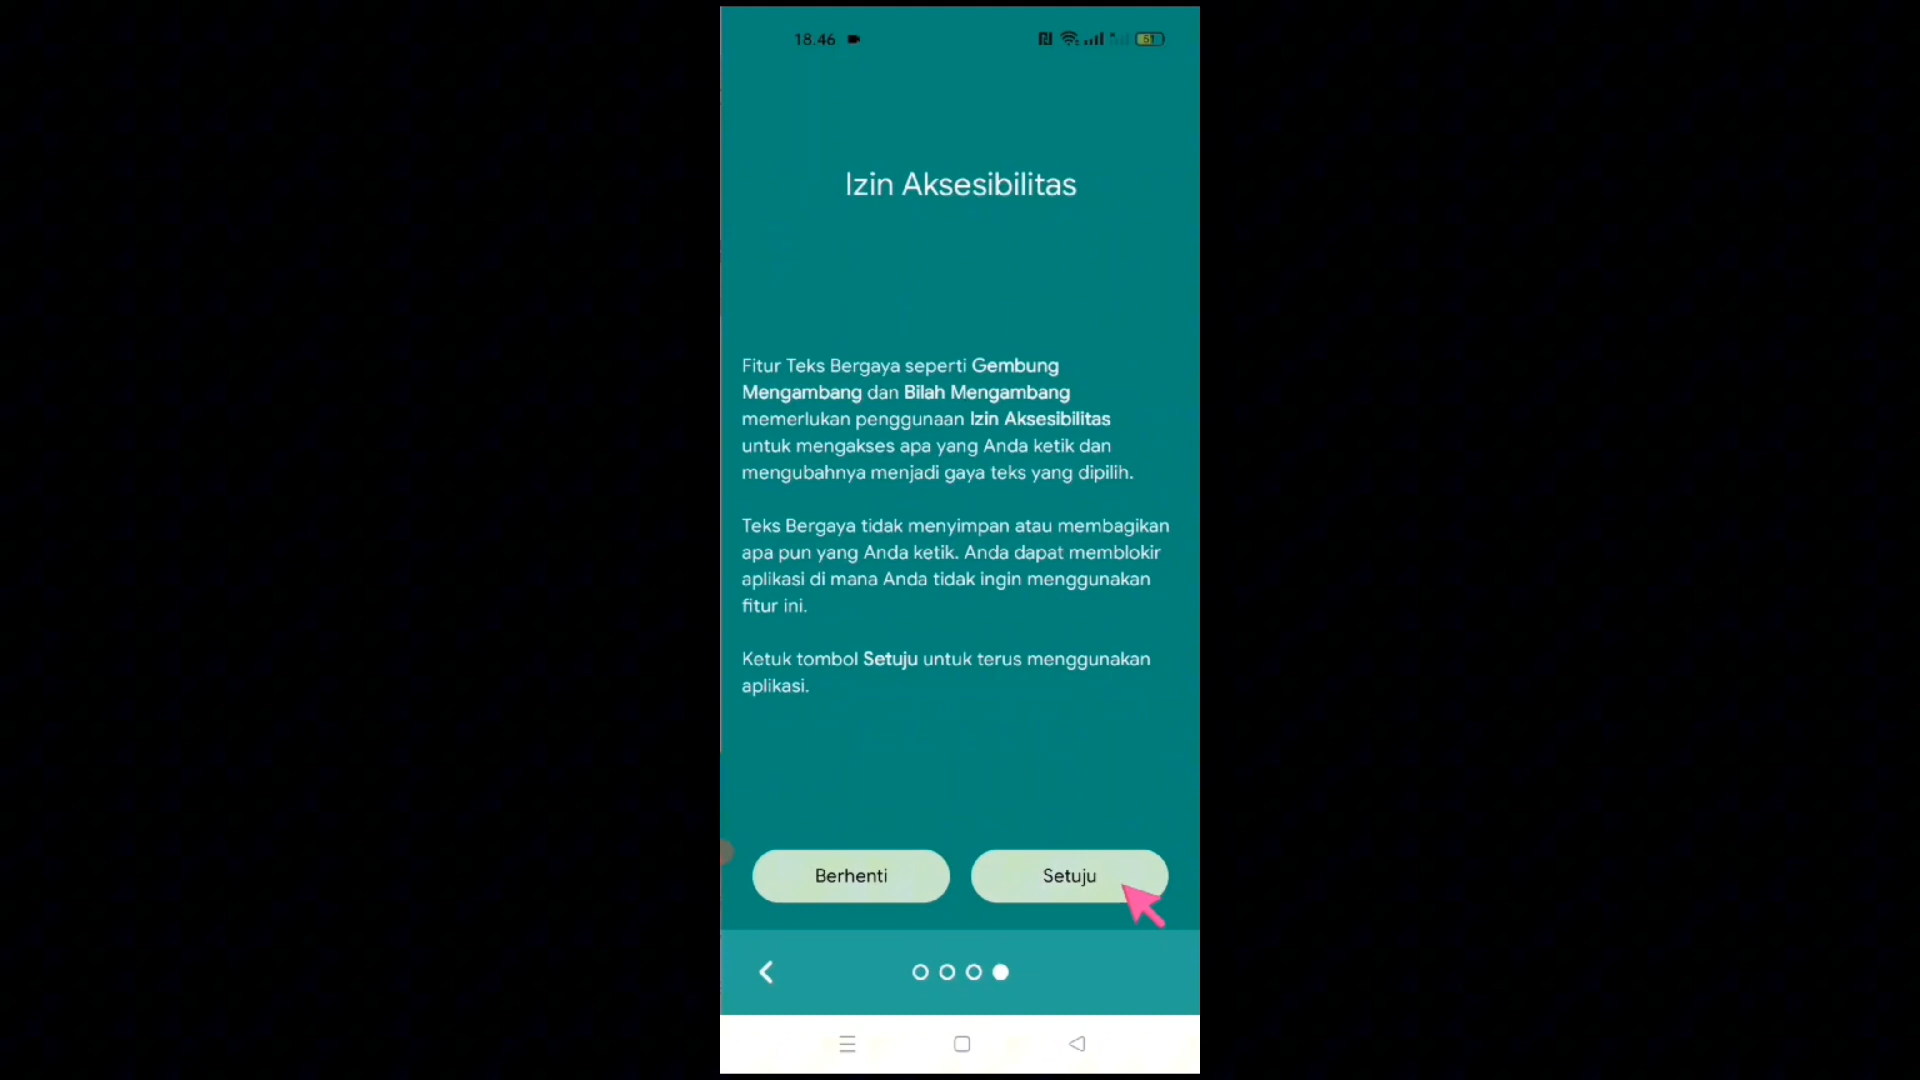 18.46
51
Izin Aksesibilitas
Fitur Teks Bergaya seperti Gembung
Mengambang dan Bilah Mengambang
memerlukan penggunaan Izin Aksesibilitas
untuk mengakses apa yang Anda ketik dan
mengubahnya menjadi gaya teks yang dipilih.
Teks Bergaya tidak menyimpan atau membagikan
apa pun yang Anda ketik. Anda dapat memblokir
aplikasi di mana Anda tidak ingin menggunakan
fitur ini.
Ketuk tombol Setuju untuk terus menggunakan
aplikasi.
Berhenti
Setuju